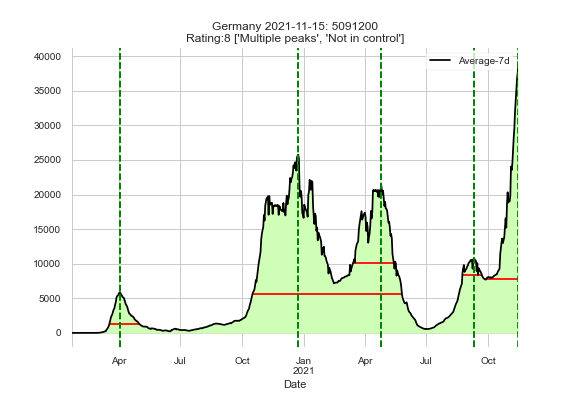 Germany 2021-11-15: 5091200
Rating:8 ['Multiple peaks', 'Not in control']
Average-7d
40000
35000
30000
25000
20000
15000
10000
5000
0
Apr Jul Oct Jan Apr Jul Oct
2021
Date